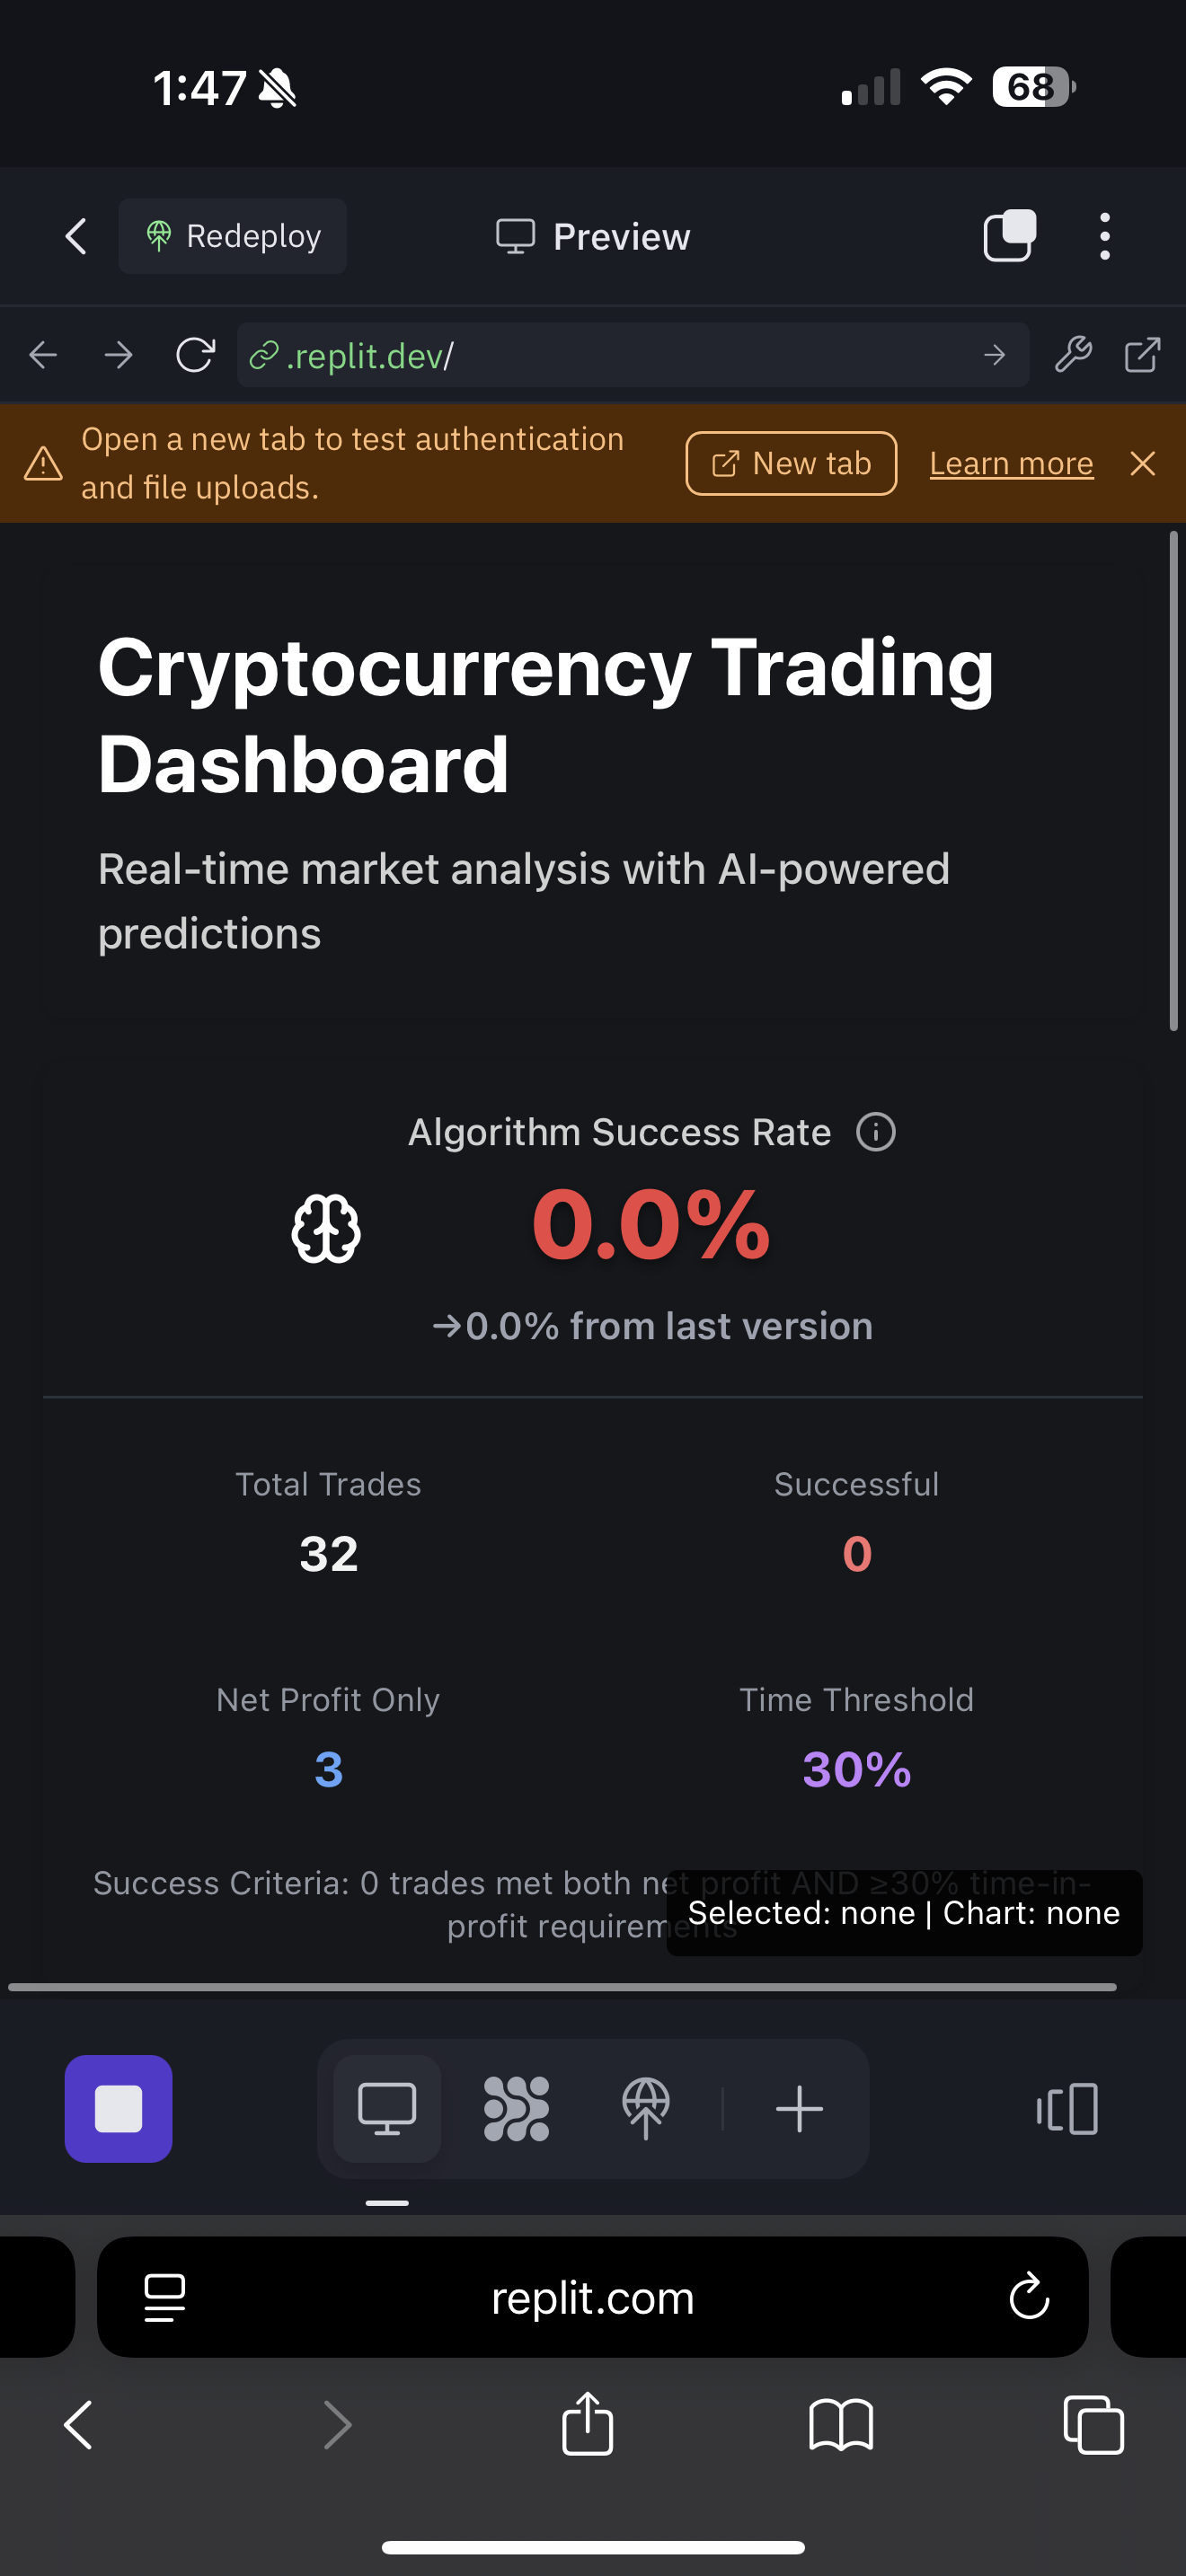 1:47
68
Redeploy
Preview
.replit.dev/
Open a new tab to test authentication
and file uploads.
New tab
Learn more
Cryptocurrency Trading
Dashboard
Real-time market analysis with AI-powered
predictions
Algorithm Success Rate
0.0%
→0.0% from last version
Total Trades
32
Successful
0
Net Profit Only
3
Time Threshold
30%
Success Criteria: 0 trades met both net profit AND ≥30% time-in-
profit requirements
Selected: none | Chart: none
replit.com